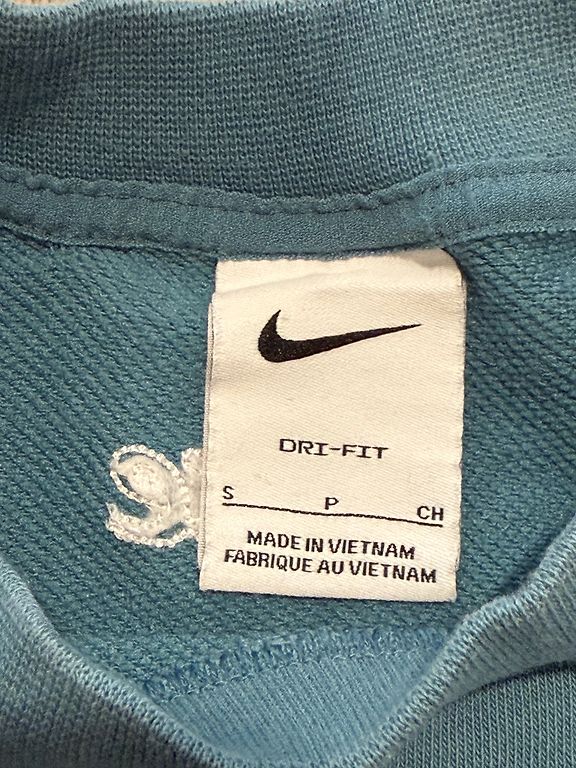 DRI-FIT
S P CH
MADE IN VIETNAM
FABRIQUE AU VIETNAM